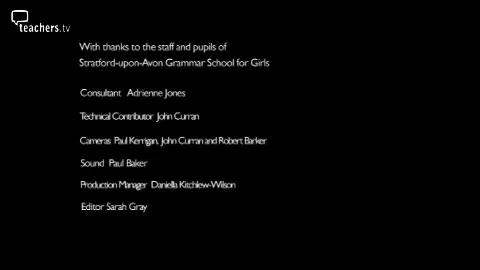 teachers.tv
With thanks to the staff and pupils of
Stratford-upon-Avon Grammar School for Girls
Consultant Adrienne Jones
Technical Contributor John Curran
Cameras Paul Kerrigan, John Curran and Robert Barker
Sound Paul Baker
Production Manager Daniella Kitchlew-Wilson
Editor Sarah Gray